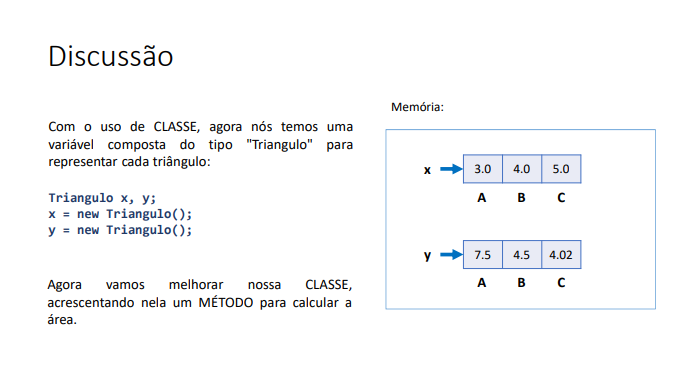 Discussão
Com o uso de CLASSE, agora nós temos uma
variável composta do tipo "Triangulo" para
representar cada triângulo:
Triangulo x, y;
x = new Triangulo();
y = new Triangulo();
Agora vamos melhorar nossa CLASSE,
acrescentando nela um MÉTODO para calcular a
área.
Memória:
x 3.0 4.0 5.0
A B C
y 7.5 4.5 4.02
A B C